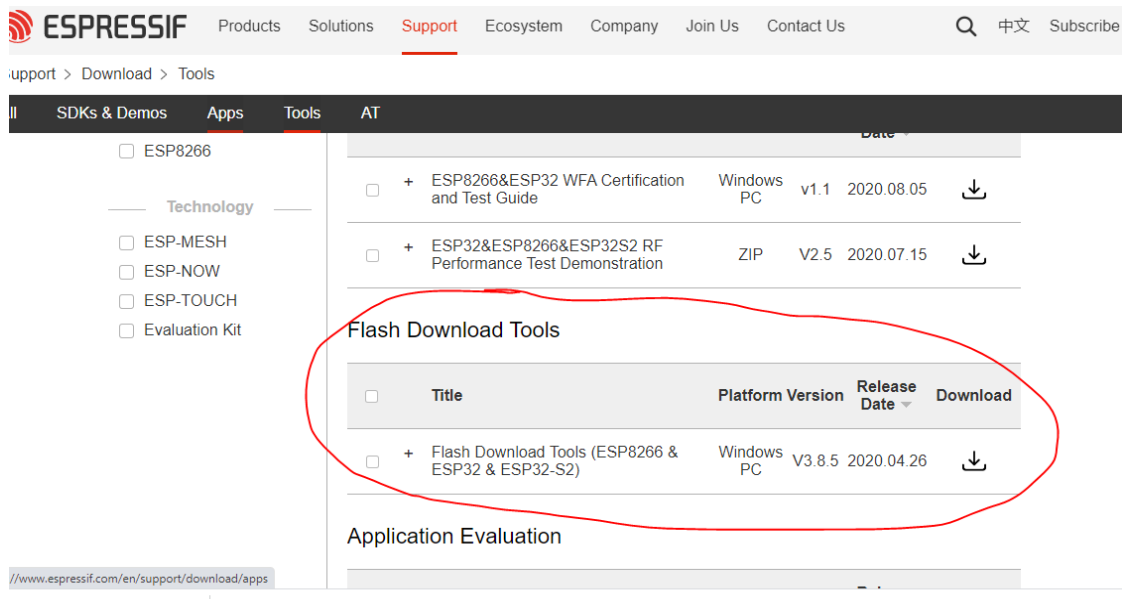 ESPRESSIF Products Solutions Support Ecosystem Company Join Us Contact Us 中文 Subscribe
upport > Download > Tools
ll SDKs & Demos Apps Tools AT
Date
ESP8266
Technology
ESP-MESH
ESP-NOW
ESP-TOUCH
Evaluation Kit
+ ESP8266&ESP32 WFA Certification
and Test Guide
Windows
PC
v1.1 2020.08.05
+ ESP32&ESP8266&ESP32S2 RF
Performance Test Demonstration
ZIP V2.5 2020.07.15
Flash Download Tools
Title Platform Version Release
Date
Download
+ Flash Download Tools (ESP8266 &
ESP32 & ESP32-S2)
Windows
PC
V3.8.5 2020.04.26
Application Evaluation
//www.espressif.com/en/support/download/apps